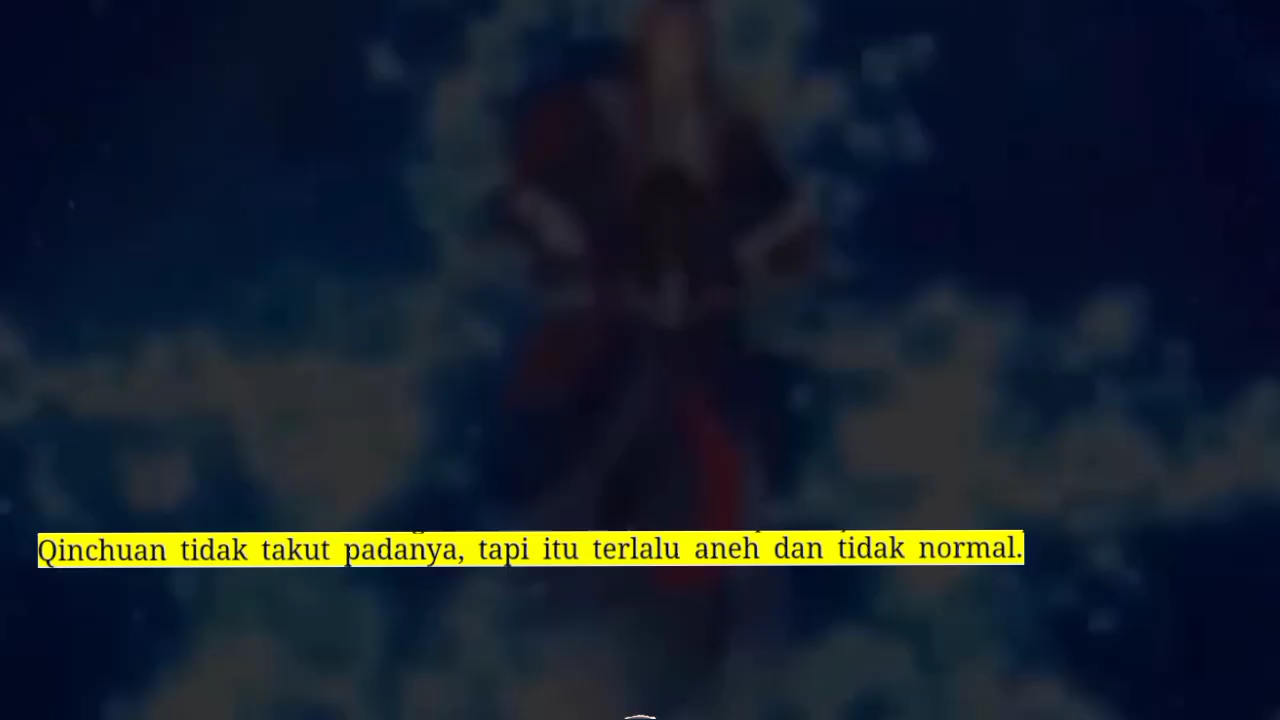 Qinchuan tidak takut padanya, tapi itu terlalu aneh dan tidak normal.